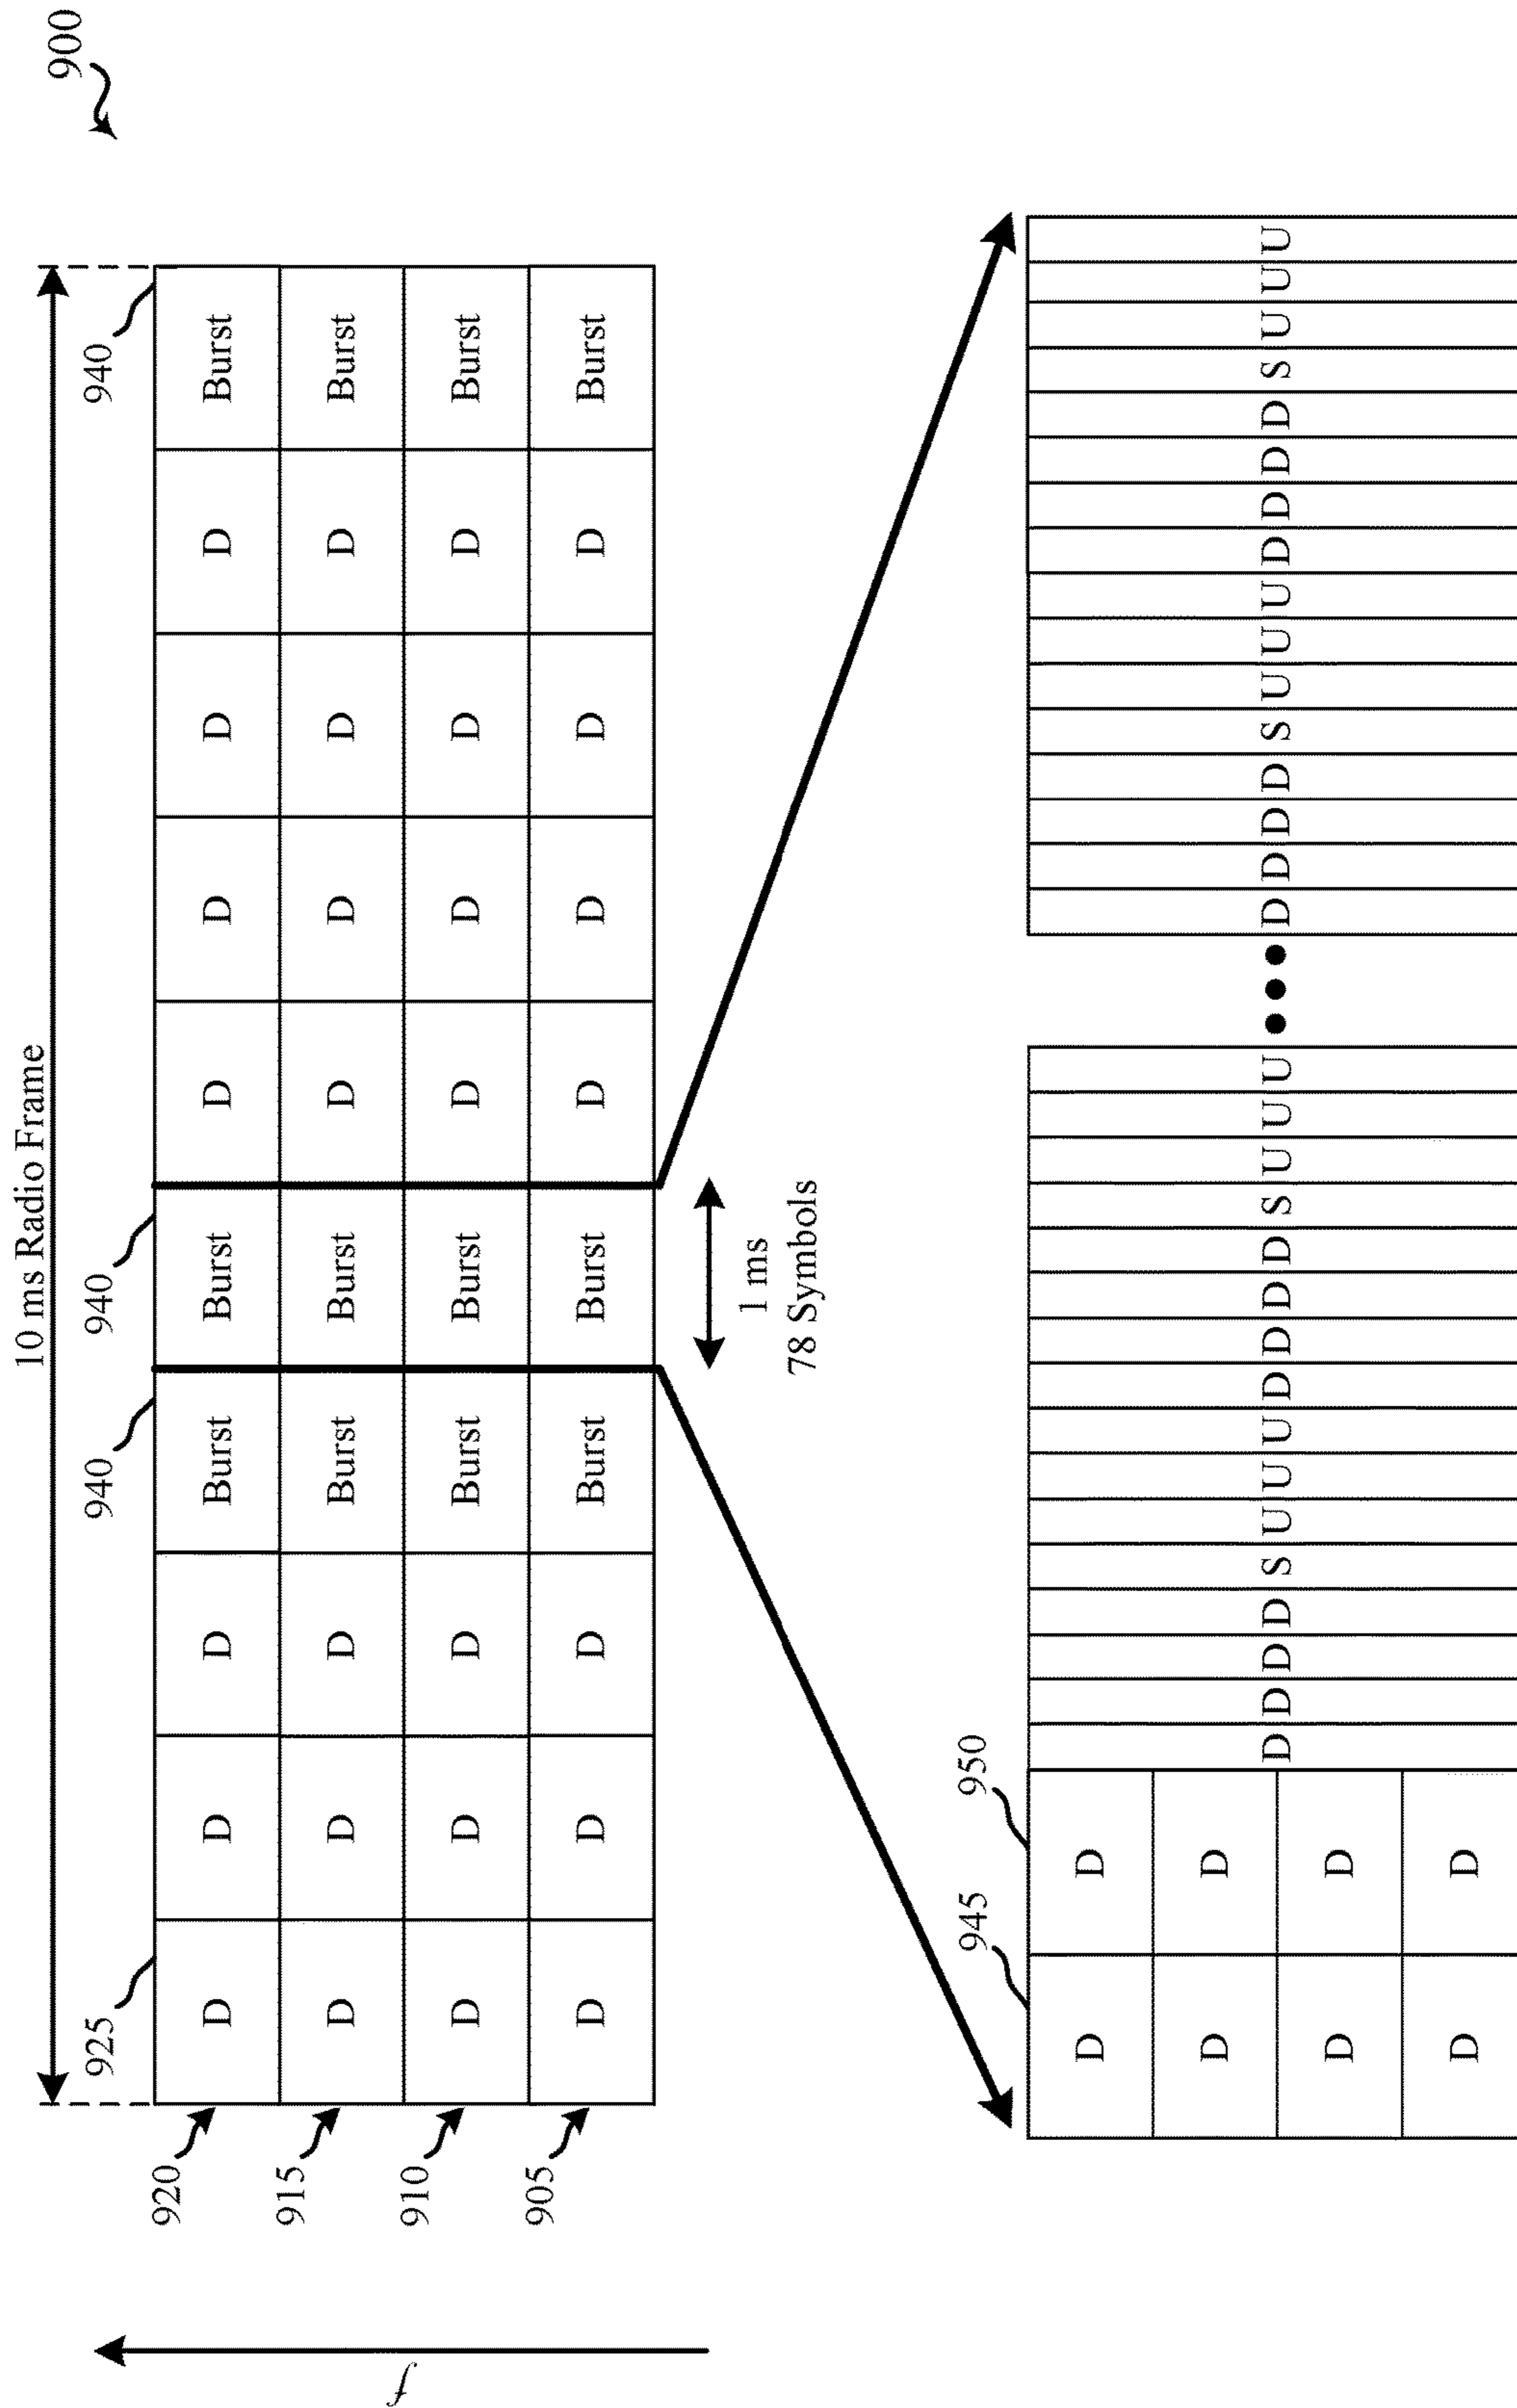 900
10 ms Radio Frame
925 940 940 940
920 D D D Burst Burst D D D D Burst
915 D D D Burst Burst D D D D Burst
910 D D D Burst Burst D D D D Burst
905 D D D Burst Burst D D D D Burst
f
1 ms
78 Symbols
945 950
D D
D D
D D D D S U U U D D D D S U U U ••• D D D D S U U U D D D D S U U U
D D
D D